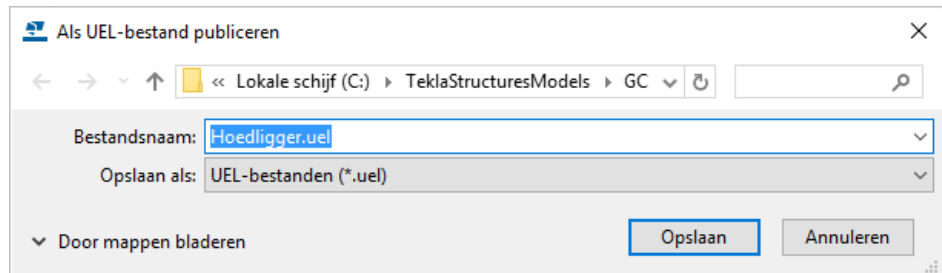 Als UEL-bestand publiceren
« Lokale schijf (C:) › TeklaStructuresModels › GC
Bestandsnaam: Hoedligger.uel
Opslaan als: UEL-bestanden (*.uel)
Door mappen bladeren Opslaan Annuleren